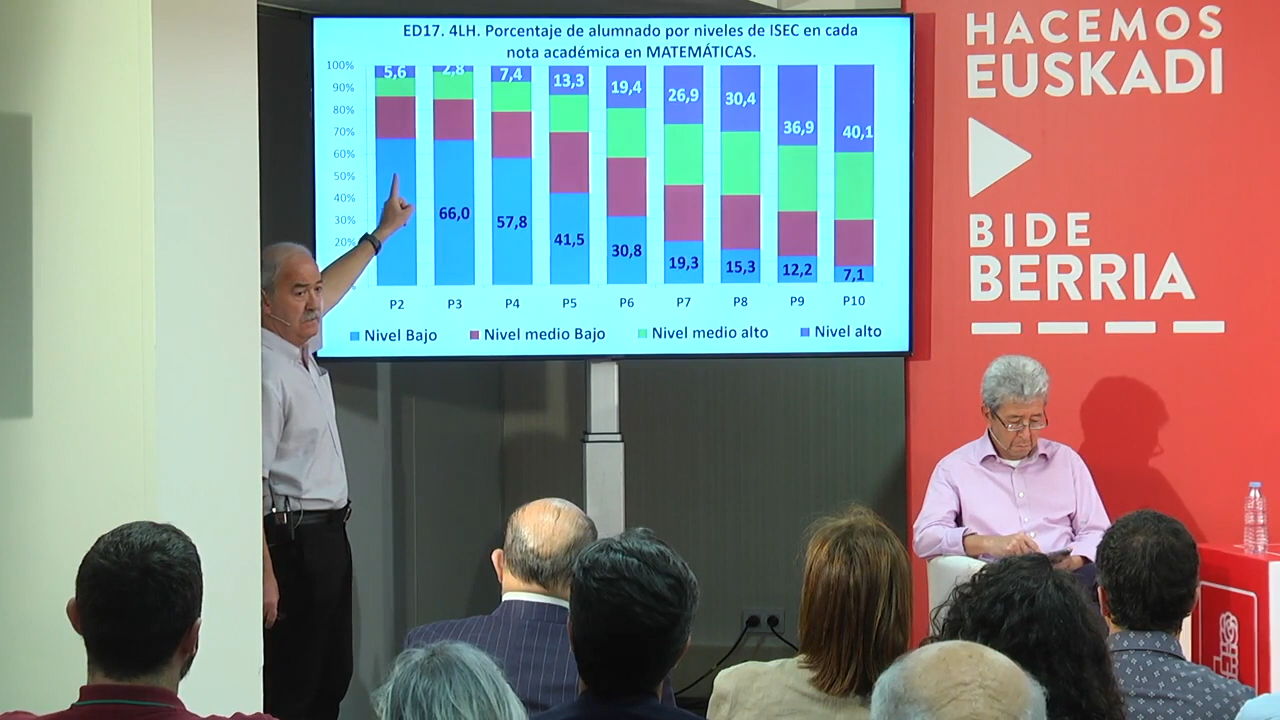 ED17. 4LH. Porcentaje de alumnado por niveles de ISEC en cada
nota académica en MATEMÁTICAS.
100%
90%
80%
70%
60%
50%
40%
30%
20%
5,6
2,8
7,4
13,3
19,4
26,9
30,4
36,9
40,1
66,0
57,8
41,5
30,8
19,3
15,3
12,2
7,1
P2
P3
P4
P5
P6
P7
P8
P9
P10
Nivel Bajo
Nivel medio Bajo
Nivel medio alto
Nivel alto
HACEMOS
EUSKADI
BIDE
BERRIA